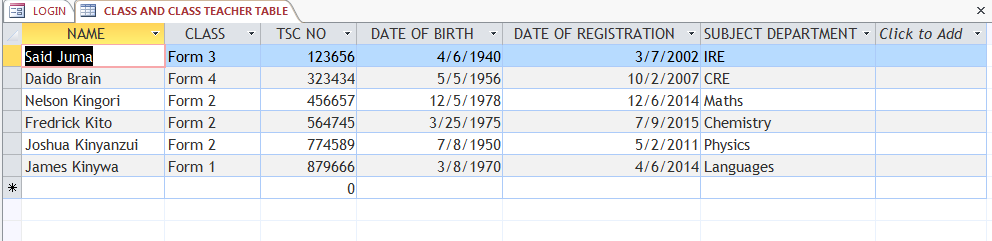 LOGIN CLASS AND CLASS TEACHER TABLE
NAME CLASS TSC NO DATE OF BIRTH DATE OF REGISTRATION SUBJECT DEPARTMENT Click to Add
Said Juma Form 3 123656 4/6/1940 3/7/2002 IRE
Daido Brain Form 4 323434 5/5/1956 10/2/2007 CRE
Nelson Kingori Form 2 456657 12/5/1978 12/6/2014 Maths
Fredrick Kito Form 2 564745 3/25/1975 7/9/2015 Chemistry
Joshua Kinyanzui Form 2 774589 7/8/1950 5/2/2011 Physics
James Kinywa Form 1 879666 3/8/1970 4/6/2014 Languages
0